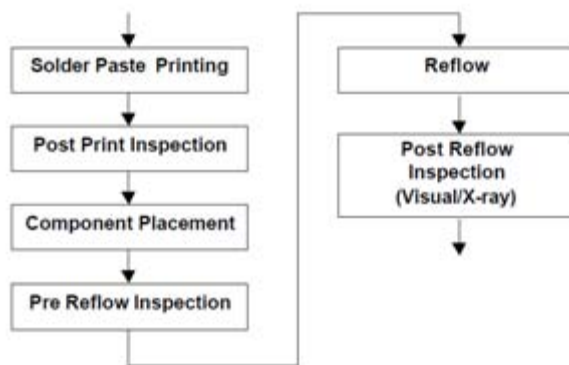 Solder Paste Printing
Post Print Inspection
Component Placement
Pre Reflow Inspection
Reflow
Post Reflow
Inspection
(Visual/X-ray)